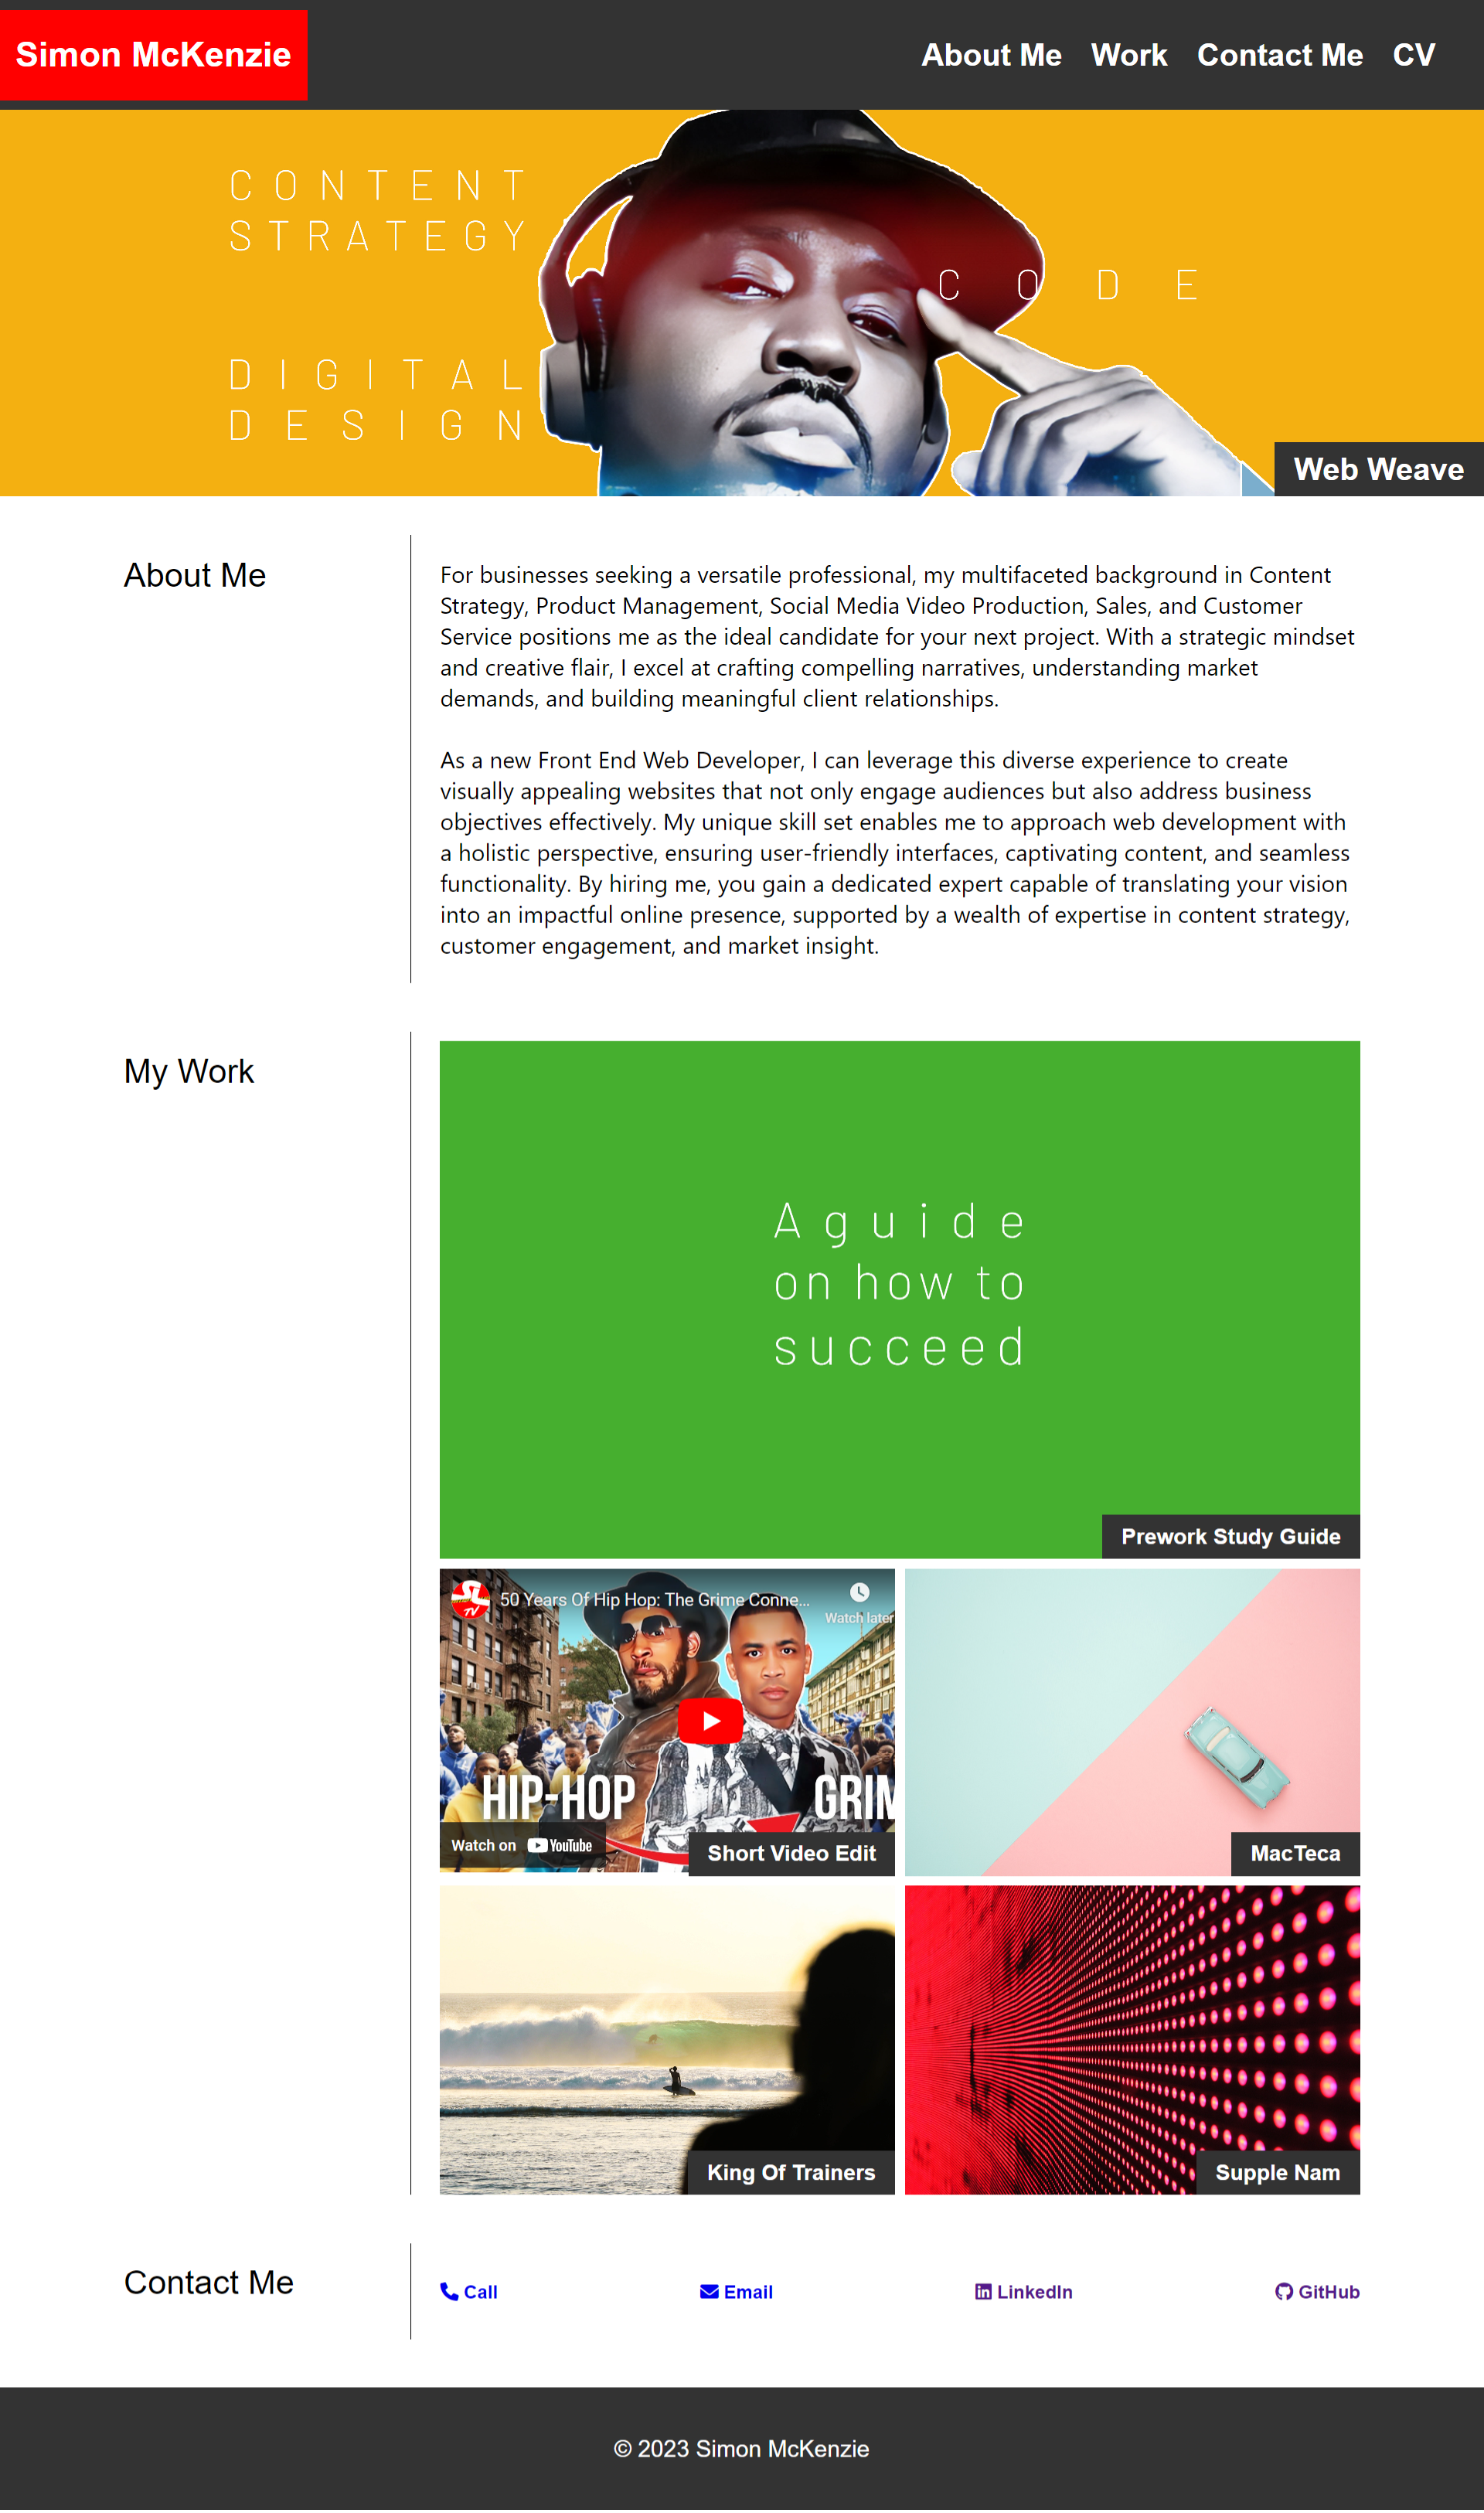 Simon McKenzie
About Me
Work
Contact Me
CV
CONTENT
STRATEGY
CODE
DIGITAL
DESIGN
Web Weave
About Me
For businesses seeking a versatile professional, my multifaceted background in Content
Strategy, Product Management, Social Media Video Production, Sales, and Customer
Service positions me as the ideal candidate for your next project. With a strategic mindset
and creative flair, I excel at crafting compelling narratives, understanding market
demands, and building meaningful client relationships.
As a new Front End Web Developer, I can leverage this diverse experience to create
visually appealing websites that not only engage audiences but also address business
objectives effectively. My unique skill set enables me to approach web development with
a holistic perspective, ensuring user-friendly interfaces, captivating content, and seamless
functionality. By hiring me, you gain a dedicated expert capable of translating your vision
into an impactful online presence, supported by a wealth of expertise in content strategy,
customer engagement, and market insight.
My Work
A guide
on how to
succeed
Prework Study Guide
SL
TV
50 Years Of Hip Hop: The Grime Conne...
Watch later
HIP-HOP
GRIM
Watch on YouTube
Short Video Edit
MacTeca
King Of Trainers
Supple Nam
Contact Me
Call
Email
LinkedIn
GitHub
© 2023 Simon McKenzie